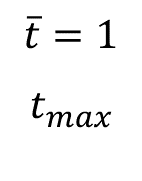 t̄ = 1
t_max